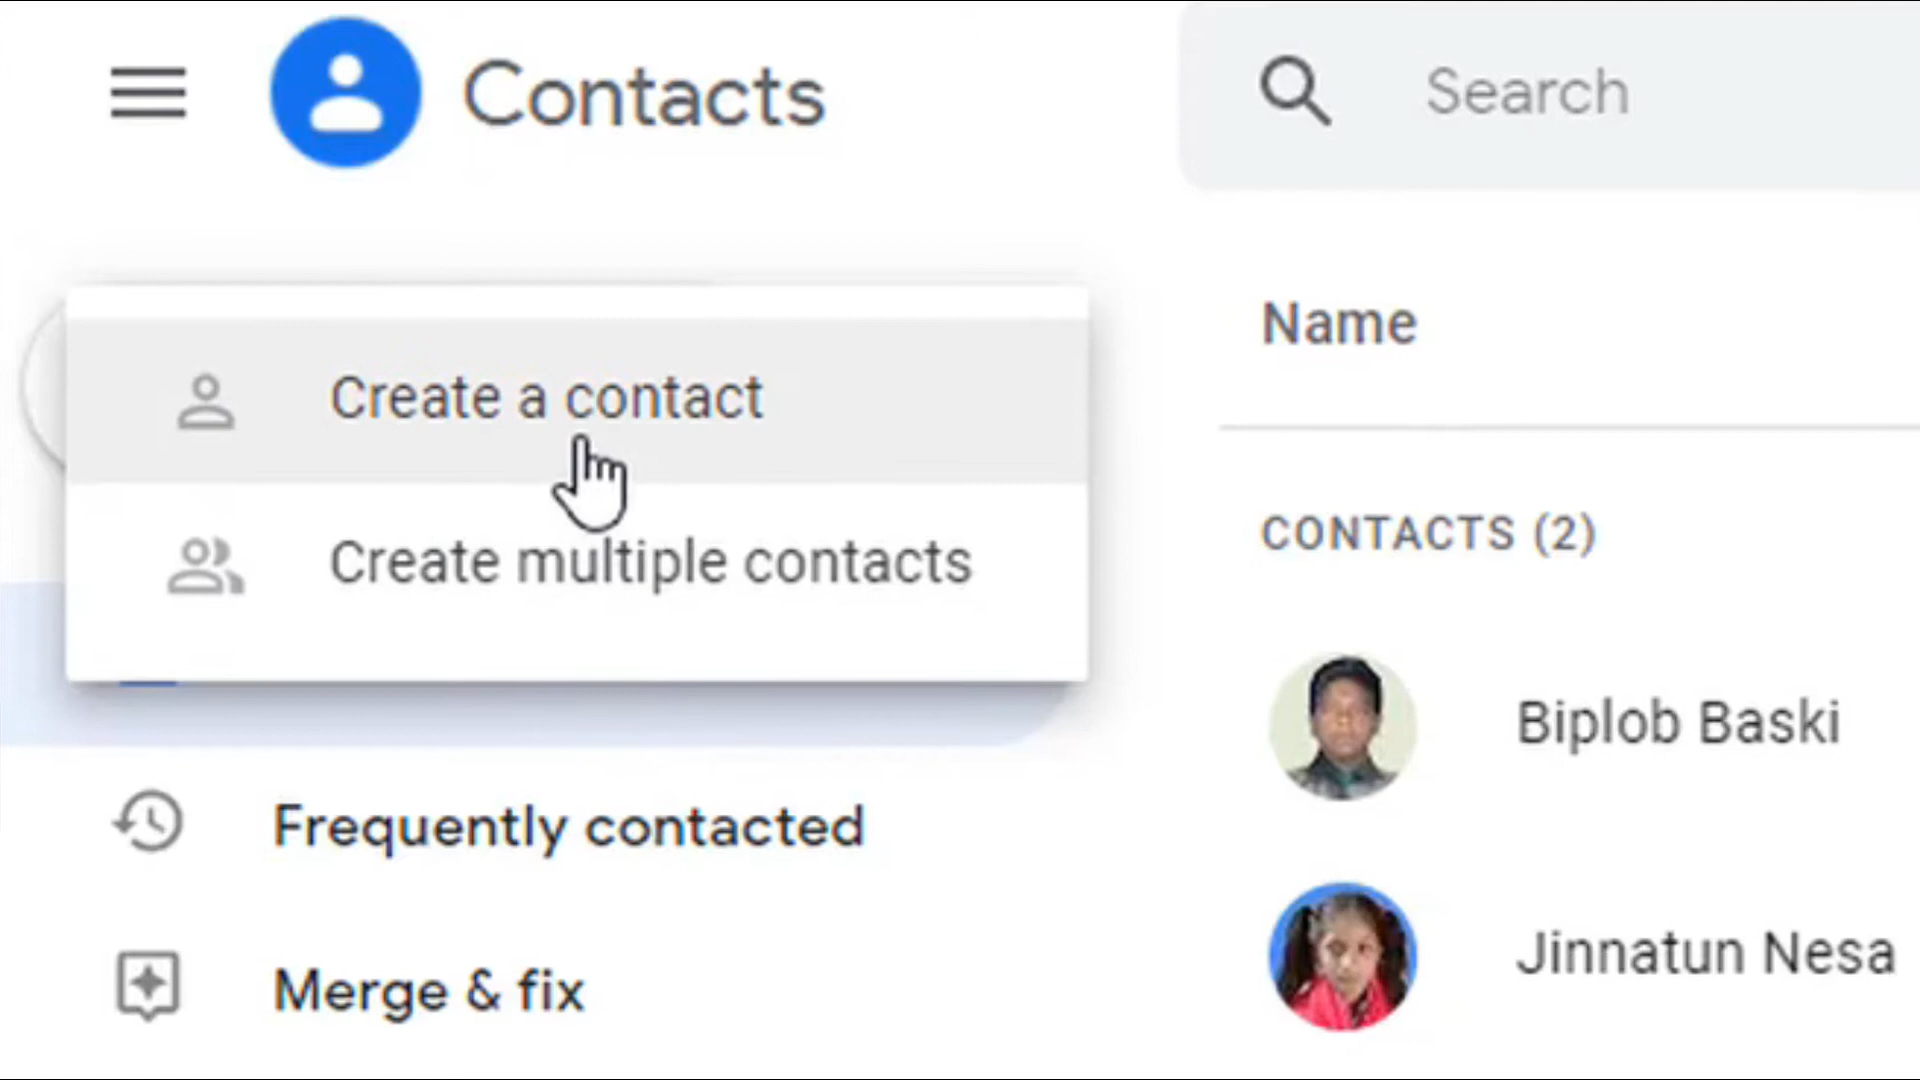 Contacts
Search
Create a contact
Create multiple contacts
Frequently contacted
Merge & fix
Name
CONTACTS (2)
Biplob Baski
Jinnatun Nesa